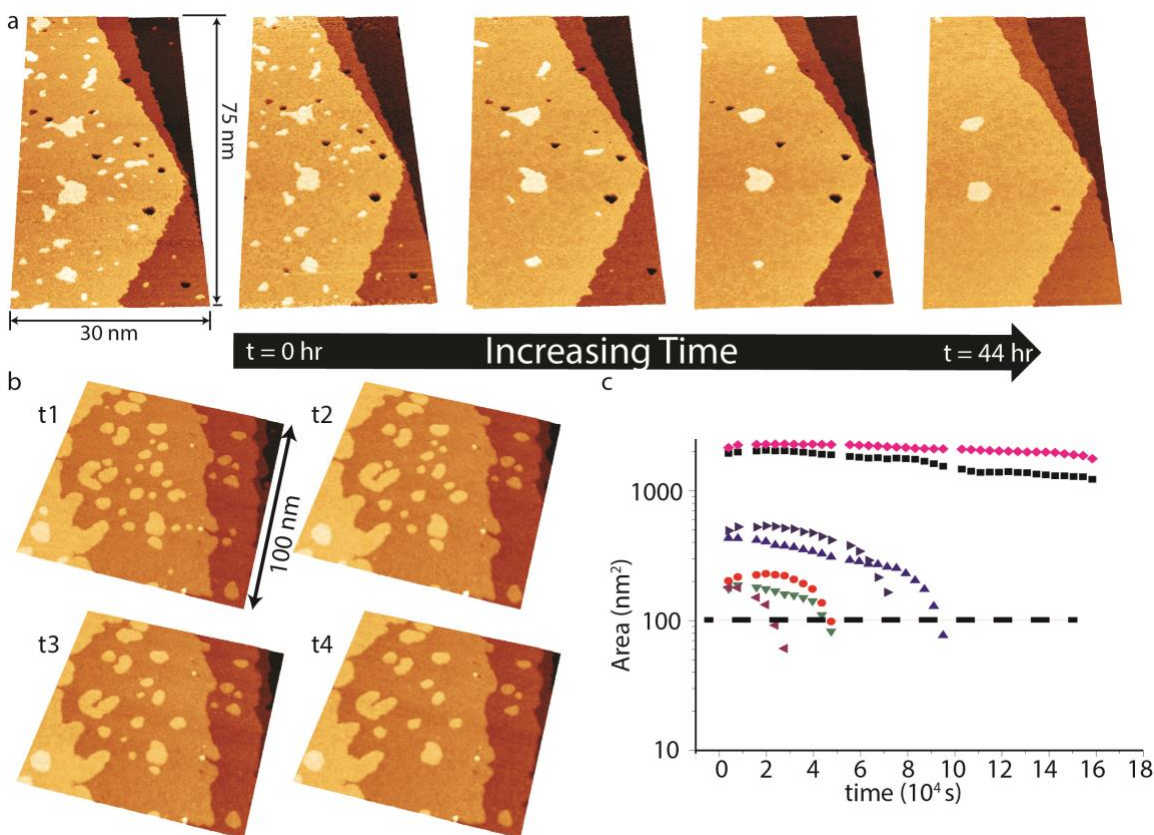 a
75 nm
30 nm
t = 0 hr
Increasing Time
t = 44 hr
b
t1
t2
100 nm
t3
t4
c
1000
100
10
Area (nm²)
0 2 4 6 8 10 12 14 16 18
time (10⁴ s)